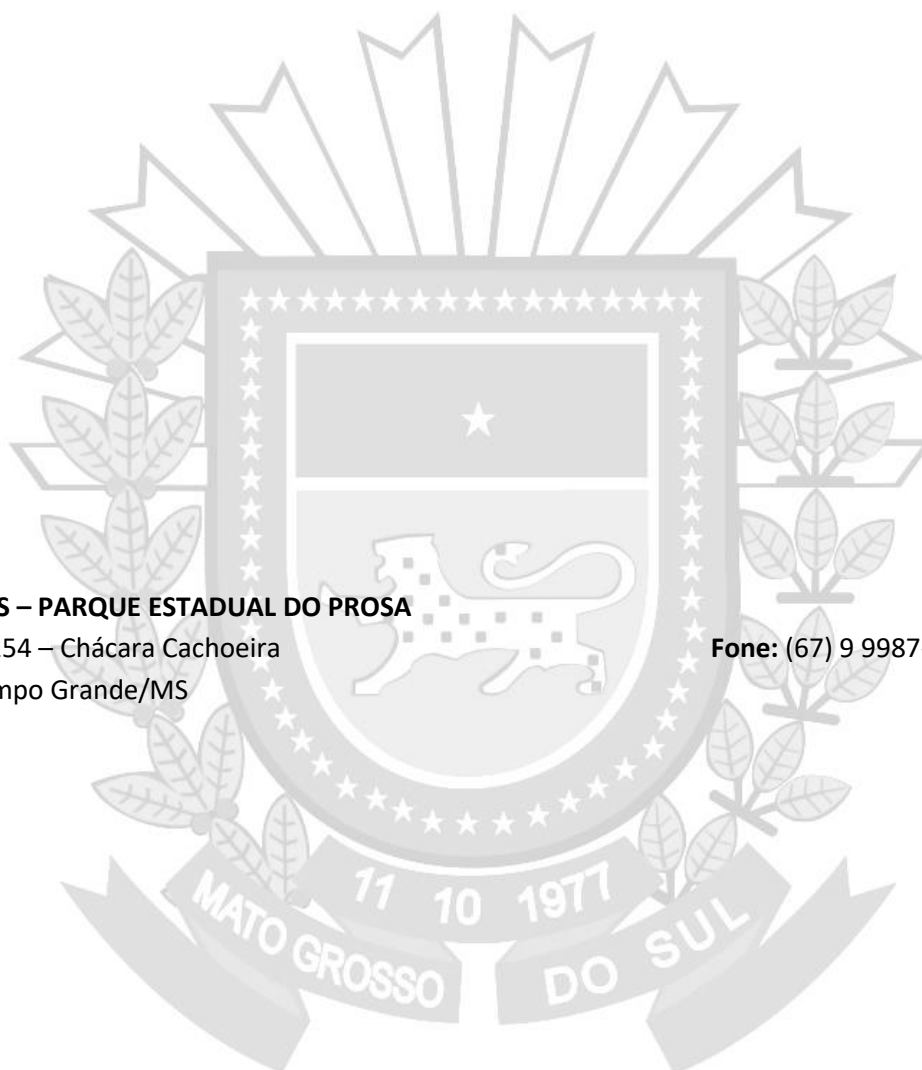 S – PARQUE ESTADUAL DO PROSA
254 – Chácara Cachoeira Fone: (67) 9 9987
mpo Grande/MS
11 10 1977
MATO GROSSO DO SUL